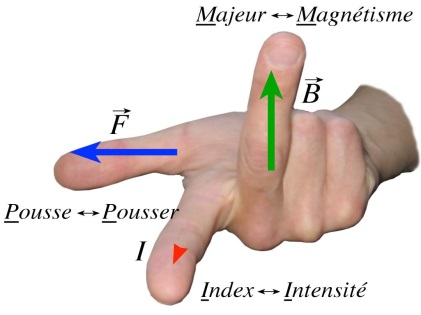 Majeur ↔ Magnétisme
B
F
Pousse ↔ Pousser
I
Index ↔ Intensité